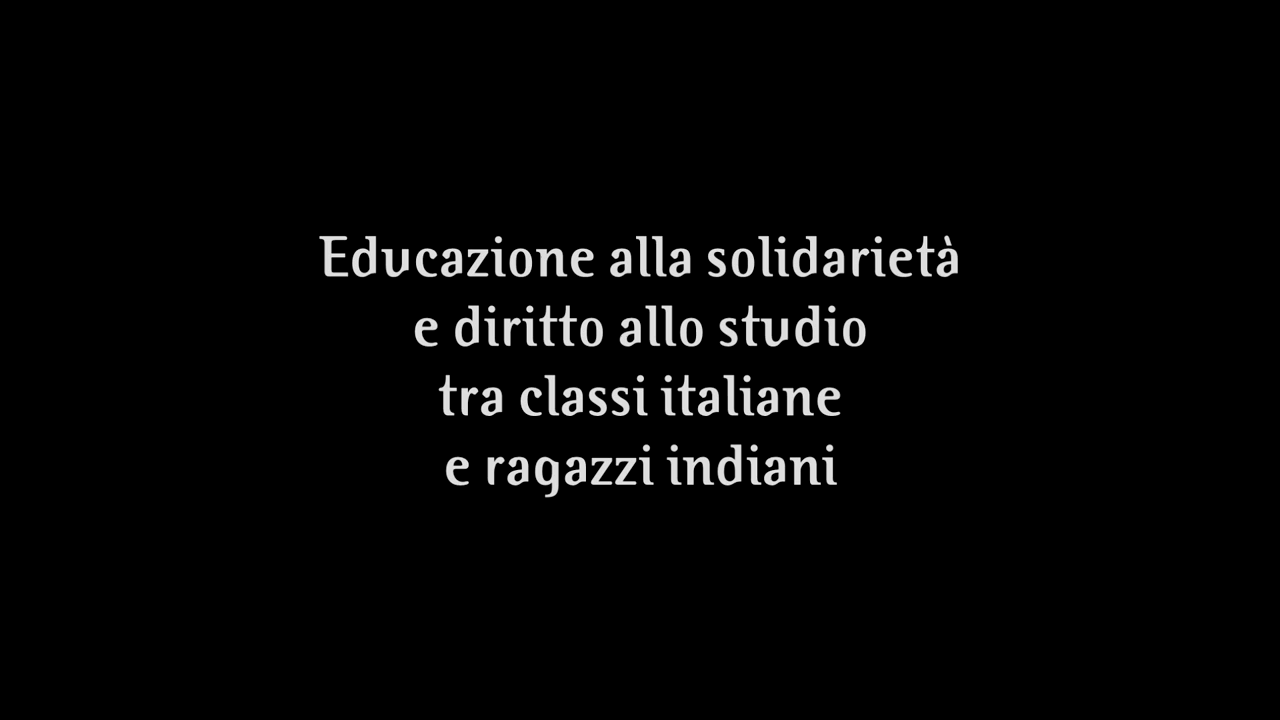 Educazione alla solidarietà
e diritto allo studio
tra classi italiane
e ragazzi indiani